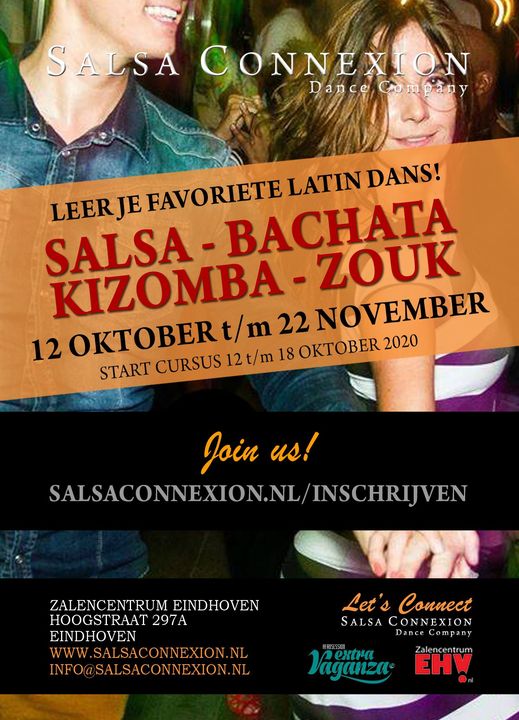 SALSA CONNEXION
Dance Company
LEER JE FAVORIETE LATIN DANS!
SALSA - BACHATA
KIZOMBA - ZOUK
12 OKTOBER t/m 22 NOVEMBER
START CURSUS 12 t/m 18 OKTOBER 2020
Join us!
SALSACONNEXION.NL/INSCHRIJVEN
ZALENCENTRUM EINDHOVEN
HOOGSTRAAT 297A
EINDHOVEN
WWW.SALSACONNEXION.NL
INFO@SALSACONNEXION.NL
Let's Connect
SALSA CONNEXION
Dance Company
extra
Vaganza
Zalencentrum
EHV
.nl